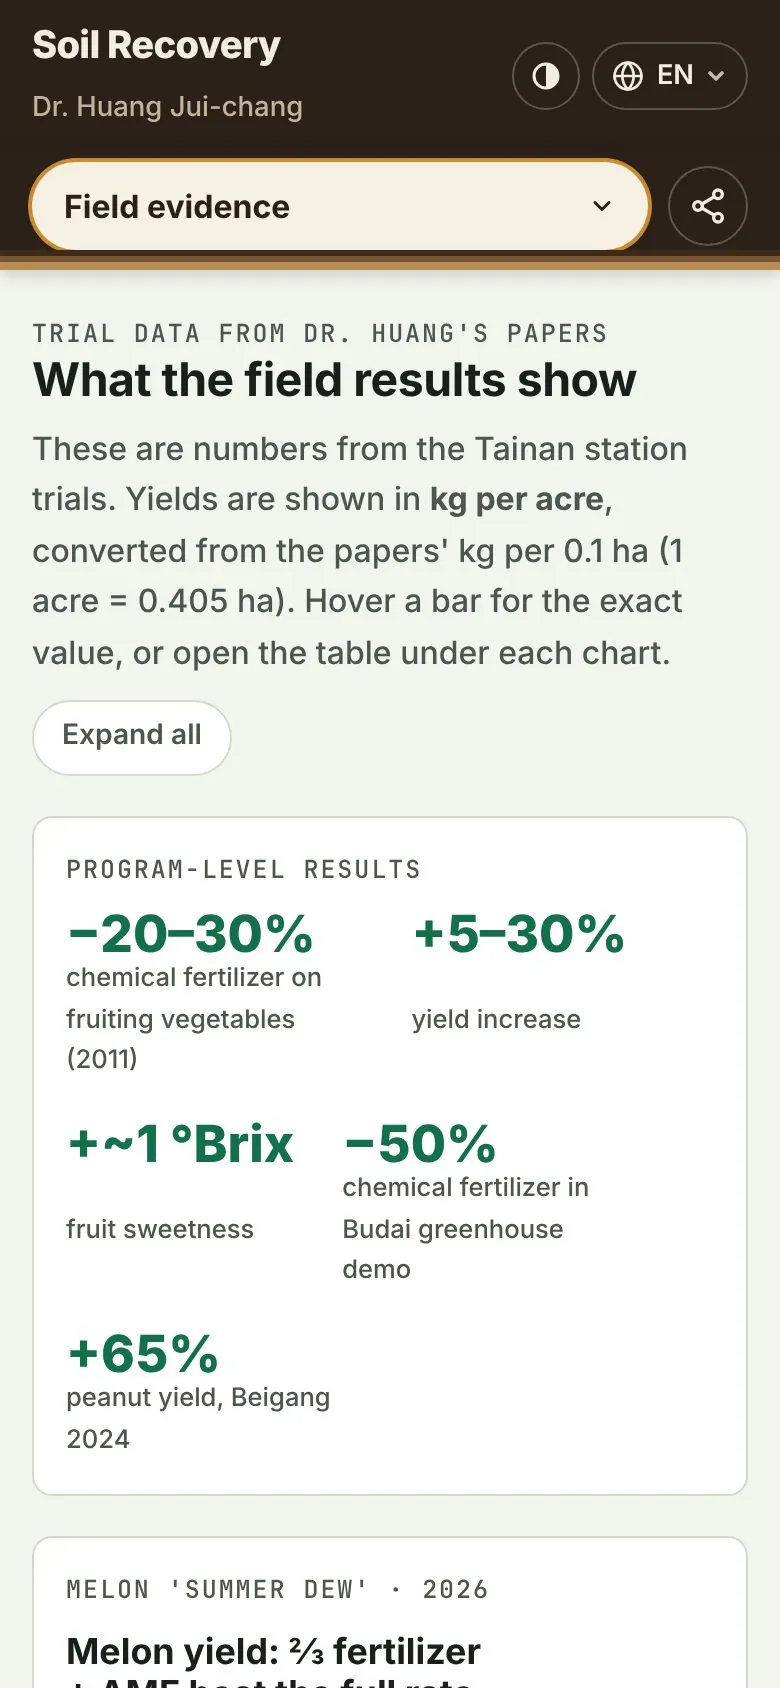 Soil Recovery
Dr. Huang Jui-chang
EN
Field evidence
TRIAL DATA FROM DR. HUANG'S PAPERS
What the field results show
These are numbers from the Tainan station
trials. Yields are shown in kg per acre,
converted from the papers' kg per 0.1 ha (1
acre = 0.405 ha). Hover a bar for the exact
value, or open the table under each chart.
Expand all
PROGRAM-LEVEL RESULTS
−20–30%
chemical fertilizer on
fruiting vegetables
(2011)
+5–30%
yield increase
+~1 °Brix
fruit sweetness
−50%
chemical fertilizer in
Budai greenhouse
demo
+65%
peanut yield, Beigang
2024
MELON 'SUMMER DEW' · 2026
Melon yield: ⅔ fertilizer
+ AMF beat the full rate